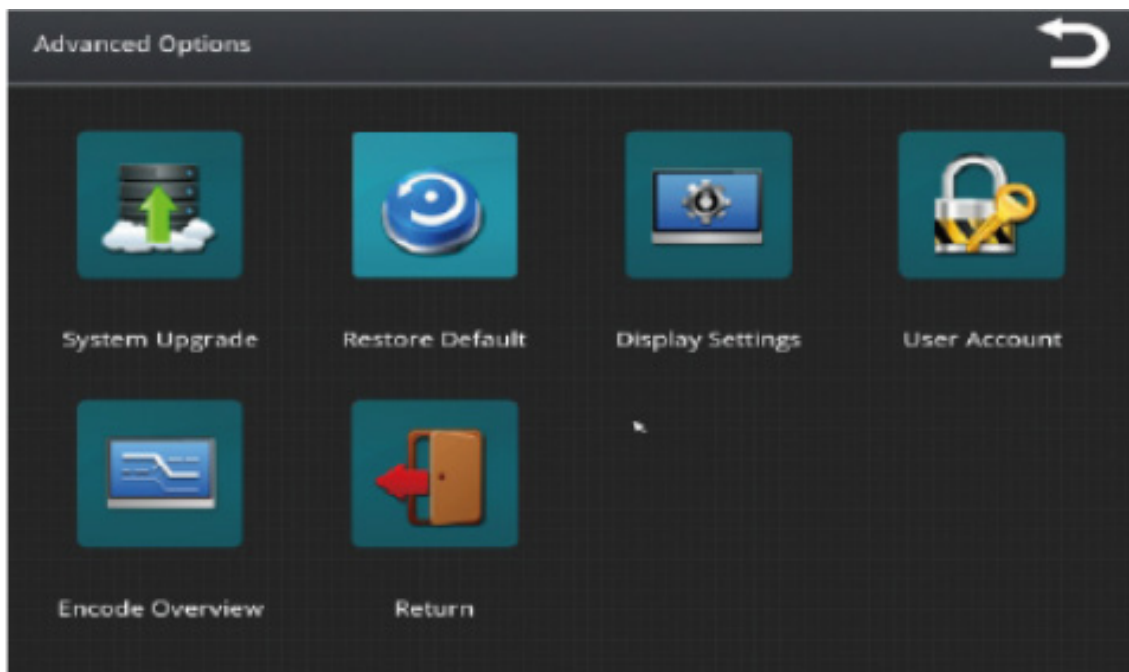 Advanced Options
System Upgrade
Restore Default
Display Settings
User Account
Encode Overview
Return